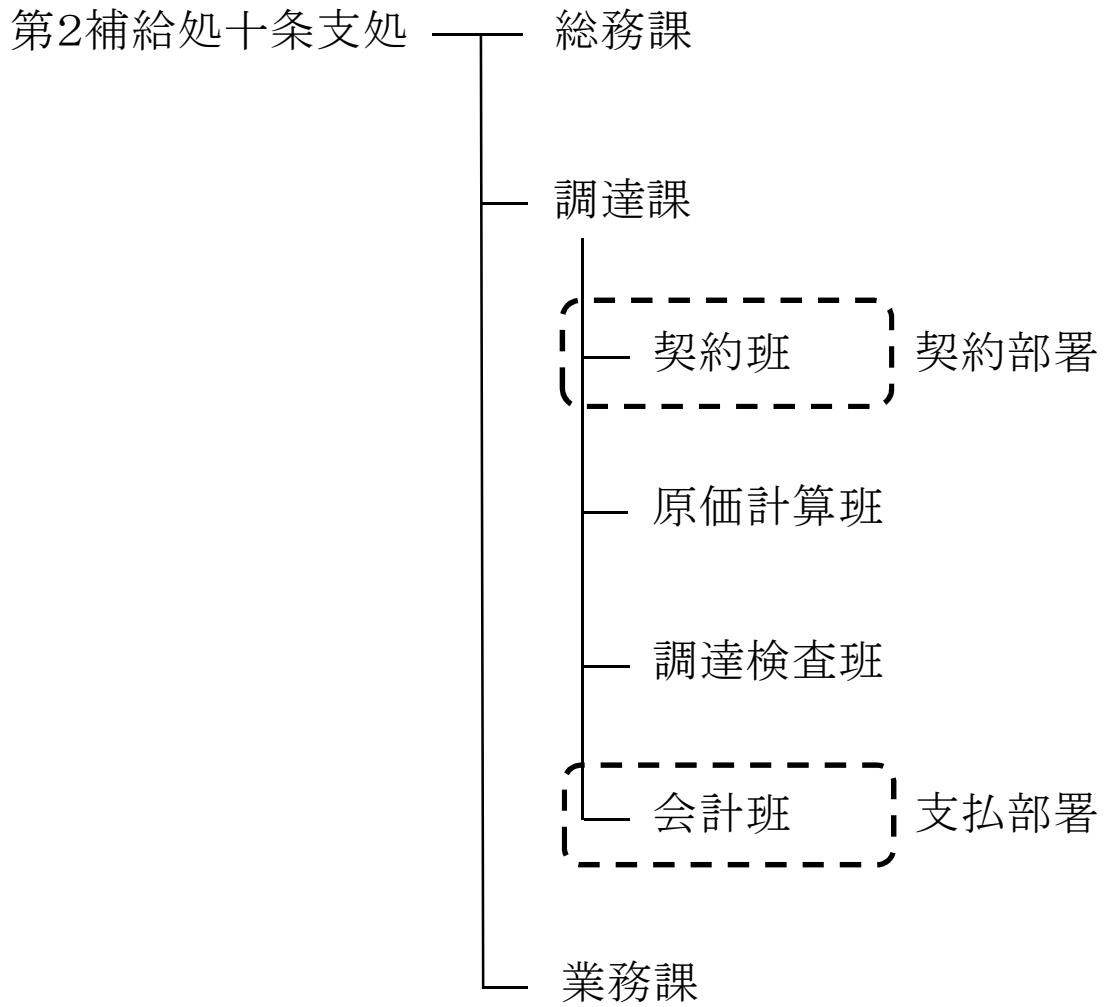 第2補給処十条支処
総務課
調達課
契約班
契約部署
原価計算班
調達検査班
会計班
支払部署
業務課